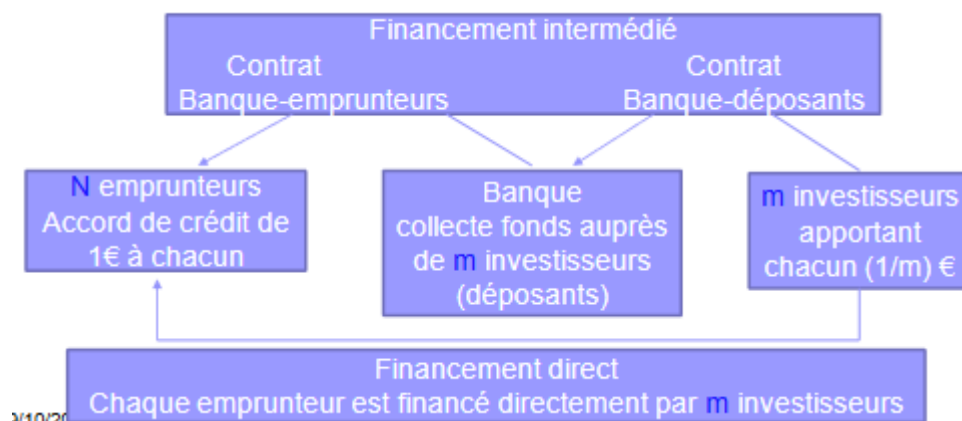 Financement intermédié
Contrat Contrat
Banque-emprunteurs Banque-déposants
N emprunteurs
Accord de crédit de
1€ à chacun
Banque
collecte fonds auprès
de m investisseurs
(déposants)
m investisseurs
apportant
chacun (1/m) €
Financement direct
Chaque emprunteur est financé directement par m investisseurs